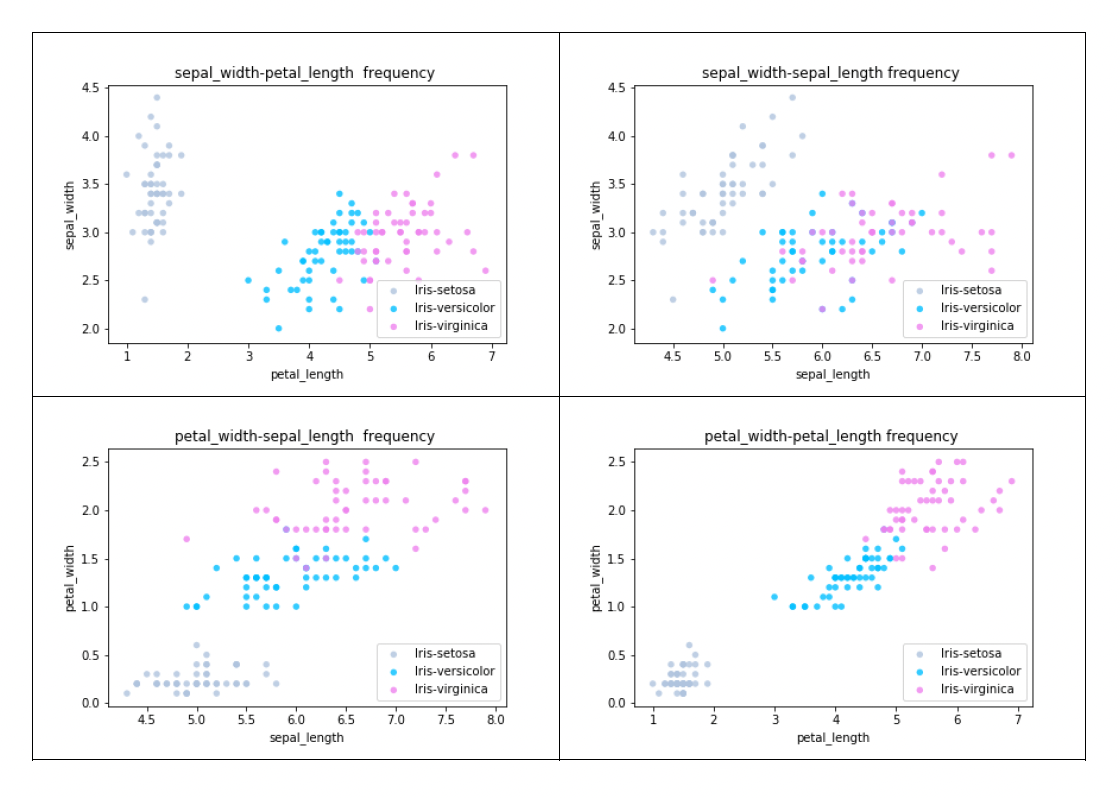 sepal_width-petal_length  frequency
4.5
4.0
3.5
3.0
2.5
2.0
sepal_width
Iris-setosa
Iris-versicolor
Iris-virginica
1 2 3 4 5 6 7
petal_length
sepal_width-sepal_length frequency
4.5
4.0
3.5
3.0
2.5
2.0
sepal_width
Iris-setosa
Iris-versicolor
Iris-virginica
4.5 5.0 5.5 6.0 6.5 7.0 7.5 8.0
sepal_length
petal_width-sepal_length  frequency
2.5
2.0
1.5
1.0
0.5
0.0
petal_width
Iris-setosa
Iris-versicolor
Iris-virginica
4.5 5.0 5.5 6.0 6.5 7.0 7.5 8.0
sepal_length
petal_width-petal_length frequency
2.5
2.0
1.5
1.0
0.5
0.0
petal_width
Iris-setosa
Iris-versicolor
Iris-virginica
1 2 3 4 5 6 7
petal_length